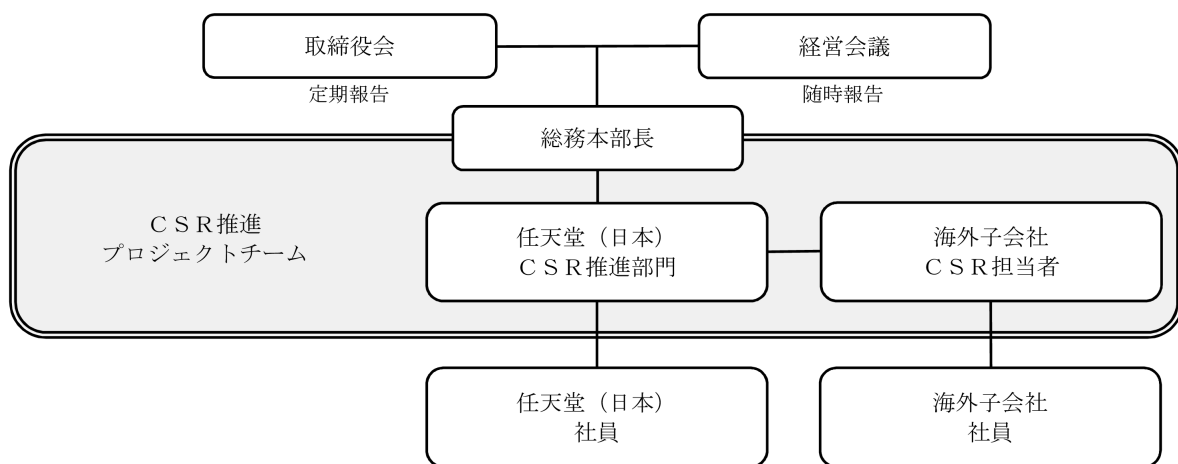 取締役会
経営会議
定期報告
随時報告
総務本部長
ＣＳＲ推進
プロジェクトチーム
任天堂（日本）
ＣＳＲ推進部門
海外子会社
ＣＳＲ担当者
任天堂（日本）
社員
海外子会社
社員